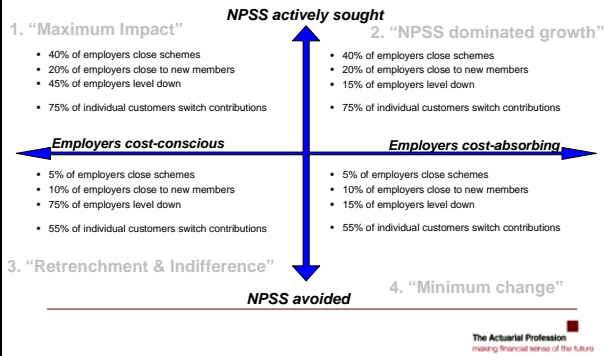 NPSS actively sought
1. “Maximum Impact”
2. “NPSS dominated growth”
• 40% of employers close schemes
• 20% of employers close to new members
• 45% of employers level down
• 75% of individual customers switch contributions
• 40% of employers close schemes
• 20% of employers close to new members
• 15% of employers level down
• 75% of individual customers switch contributions
Employers cost-conscious
Employers cost-absorbing
• 5% of employers close schemes
• 10% of employers close to new members
• 75% of employers level down
• 55% of individual customers switch contributions
• 5% of employers close schemes
• 10% of employers close to new members
• 15% of employers level down
• 55% of individual customers switch contributions
3. “Retrenchment & Indifference”
4. “Minimum change”
NPSS avoided
The Actuarial Profession
making financial sense of the future